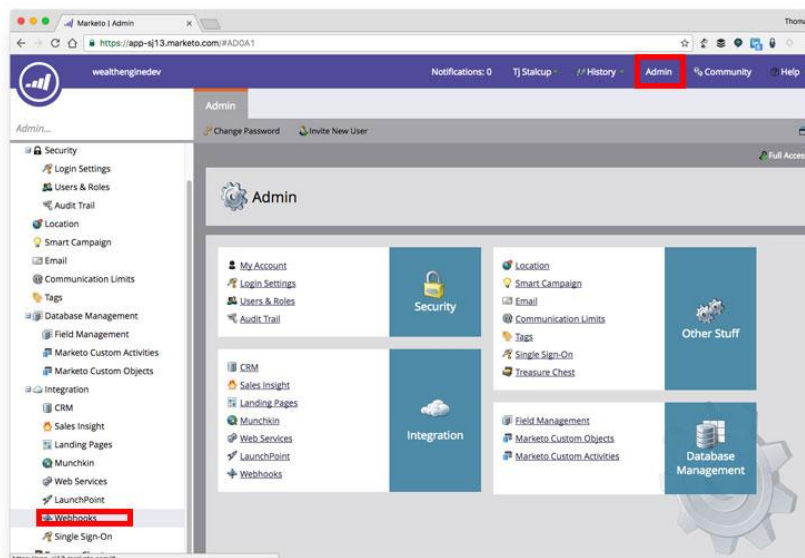 Marketo | Admin
Thoma
https://app-sj13.marketo.com/#AD0A1
wealthenginedev
Notifications: 0
Tj Stalcup
History
Admin
Community
Help
Admin...
Admin
Change Password
Invite New User
Full Acces
Security
Login Settings
Users & Roles
Audit Trail
Location
Smart Campaign
Email
Communication Limits
Tags
Database Management
Field Management
Marketo Custom Activities
Marketo Custom Objects
Integration
CRM
Sales Insight
Landing Pages
Munchkin
Web Services
LaunchPoint
Webhooks
Single Sign-On
Admin
My Account
Login Settings
Users & Roles
Audit Trail
Security
CRM
Sales Insight
Landing Pages
Munchkin
Web Services
LaunchPoint
Webhooks
Integration
Location
Smart Campaign
Email
Communication Limits
Tags
Single Sign-On
Treasure Chest
Other Stuff
Field Management
Marketo Custom Objects
Marketo Custom Activities
Database
Management